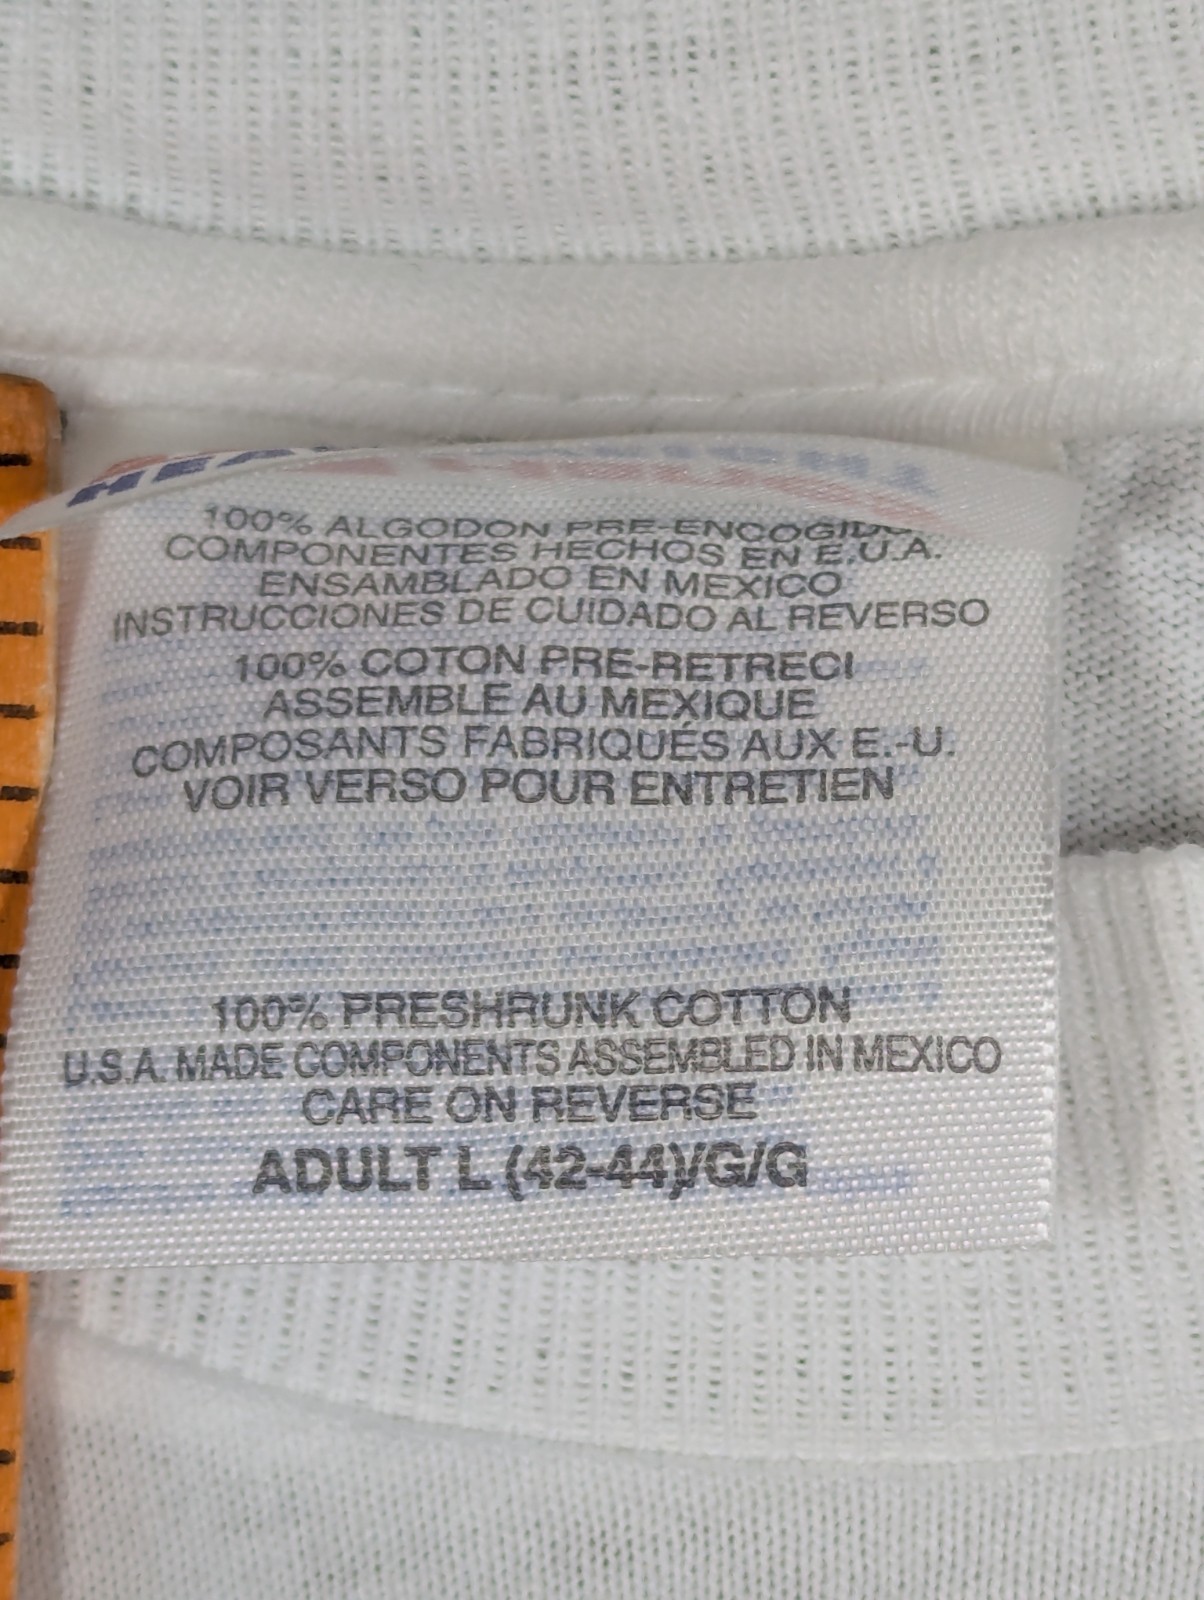 100% ALGODON PRE-ENCOGIDO
COMPONENTES HECHOS EN E.U.A.
ENSAMBLADO EN MEXICO
INSTRUCCIONES DE CUIDADO AL REVERSO
100% COTON PRE-RETRECI
ASSEMBLE AU MEXIQUE
COMPOSANTS FABRIQUÉS AUX E.-U.
VOIR VERSO POUR ENTRETIEN
100% PRESHRUNK COTTON
U.S.A. MADE COMPONENTS ASSEMBLED IN MEXICO
CARE ON REVERSE
ADULT L (42-44)/G/G